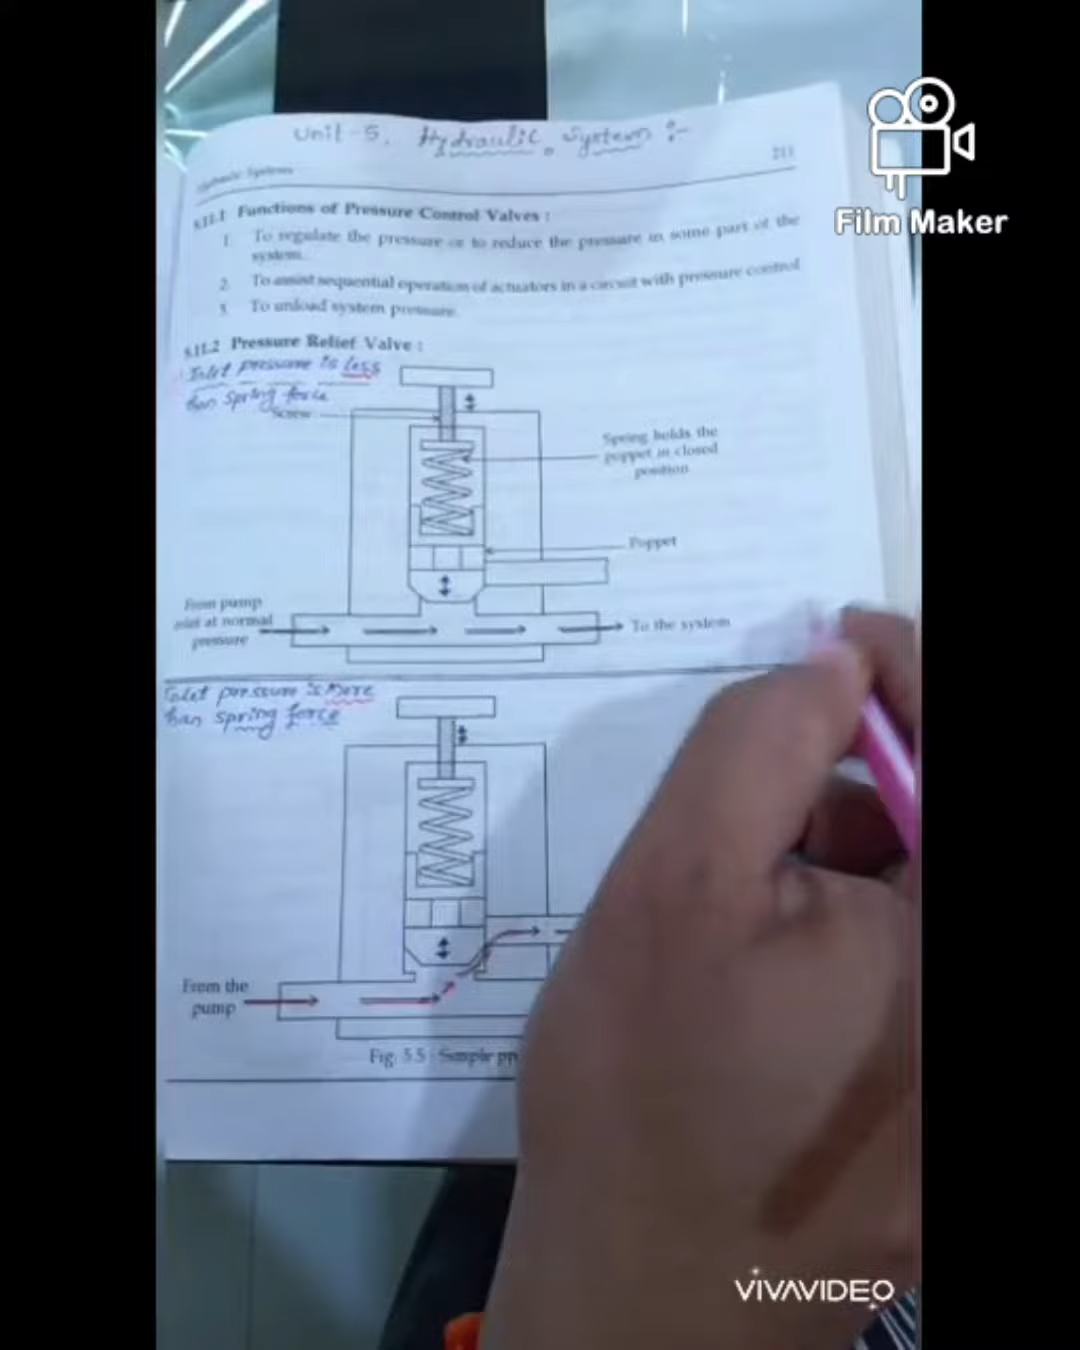 Unit-5. Hydraulic System :-
Hydraulic Systems
211
5.11.1 Functions of Pressure Control Valves :
1. To regulate the pressure or to reduce the pressure in some part of the
system.
2. To assist sequential operation of actuators in a circuit with pressure control
3. To unload system pressure.
5.11.2 Pressure Relief Valve :
Inlet pressure is less
than spring force
Screw
Spring holds the
poppet in closed
position
Poppet
From pump
inlet at normal
pressure
To the system
Inlet pressure is More
than spring force
From the
pump
Fig. 5.5 : Simple
Film Maker
VIVAVIDEO